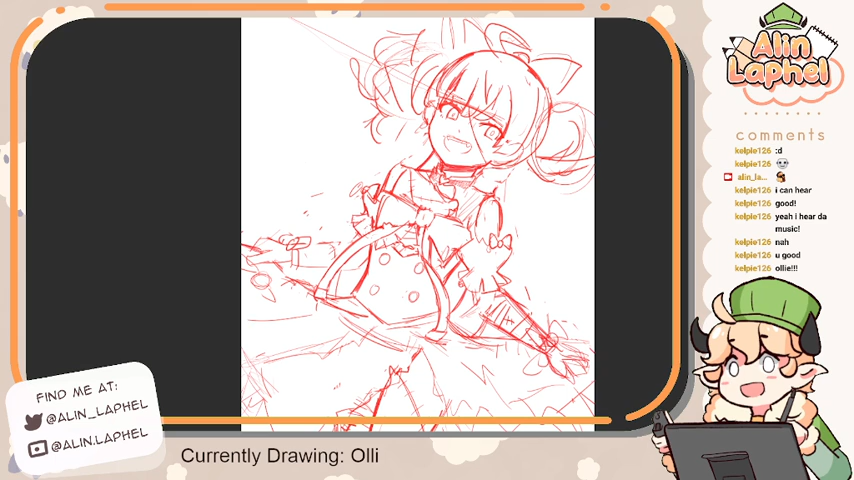 Alin
Laphel
comments
kelpie126 :d
kelpie126
alin_la...
kelpie126 i can hear
kelpie126 good!
kelpie126 yeah i hear da
music!
kelpie126 nah
kelpie126 u good
kelpie126 ollie!!!
FIND ME AT:
@ALIN_LAPHEL
@ALIN.LAPHEL
Currently Drawing: Olli